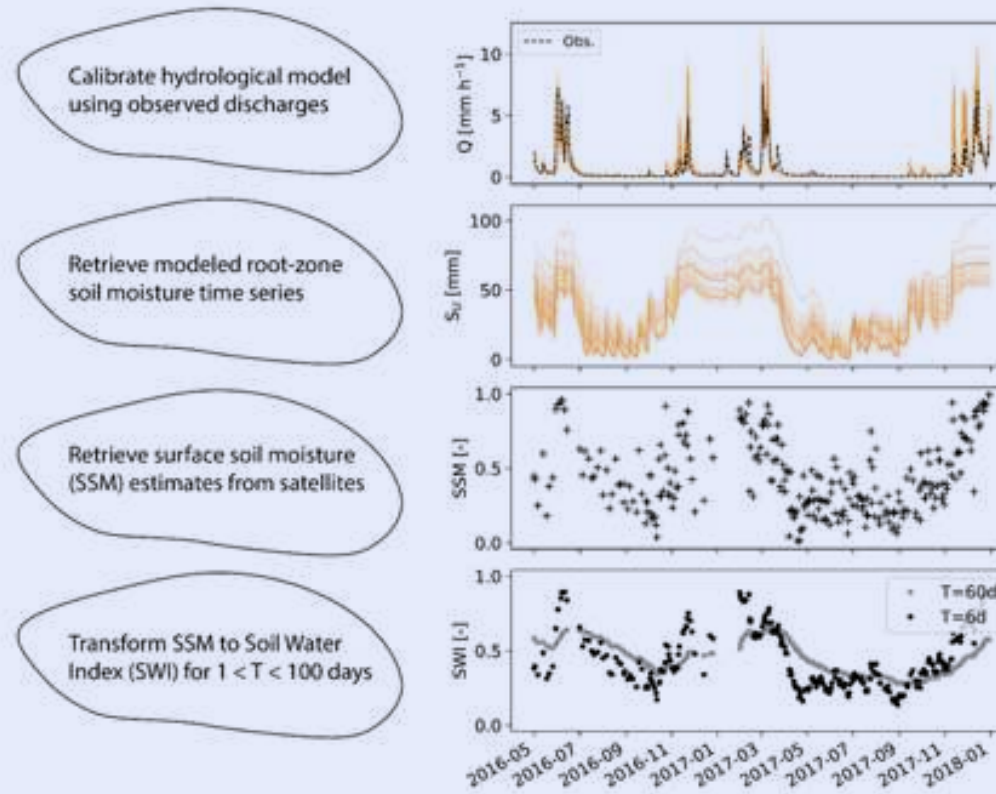 Calibrate hydrological model
using observed discharges
Obs.
Q [mm h⁻¹]
10
5
0
Retrieve modeled root-zone
soil moisture time series
S_U [mm]
100
50
0
Retrieve surface soil moisture
(SSM) estimates from satellites
SSM [-]
1.0
0.5
0.0
Transform SSM to Soil Water
Index (SWI) for 1 < T < 100 days
SWI [-]
1.0
0.5
0.0
T=60d
T=6d
2016-05
2016-07
2016-09
2016-11
2017-01
2017-03
2017-05
2017-07
2017-09
2017-11
2018-01